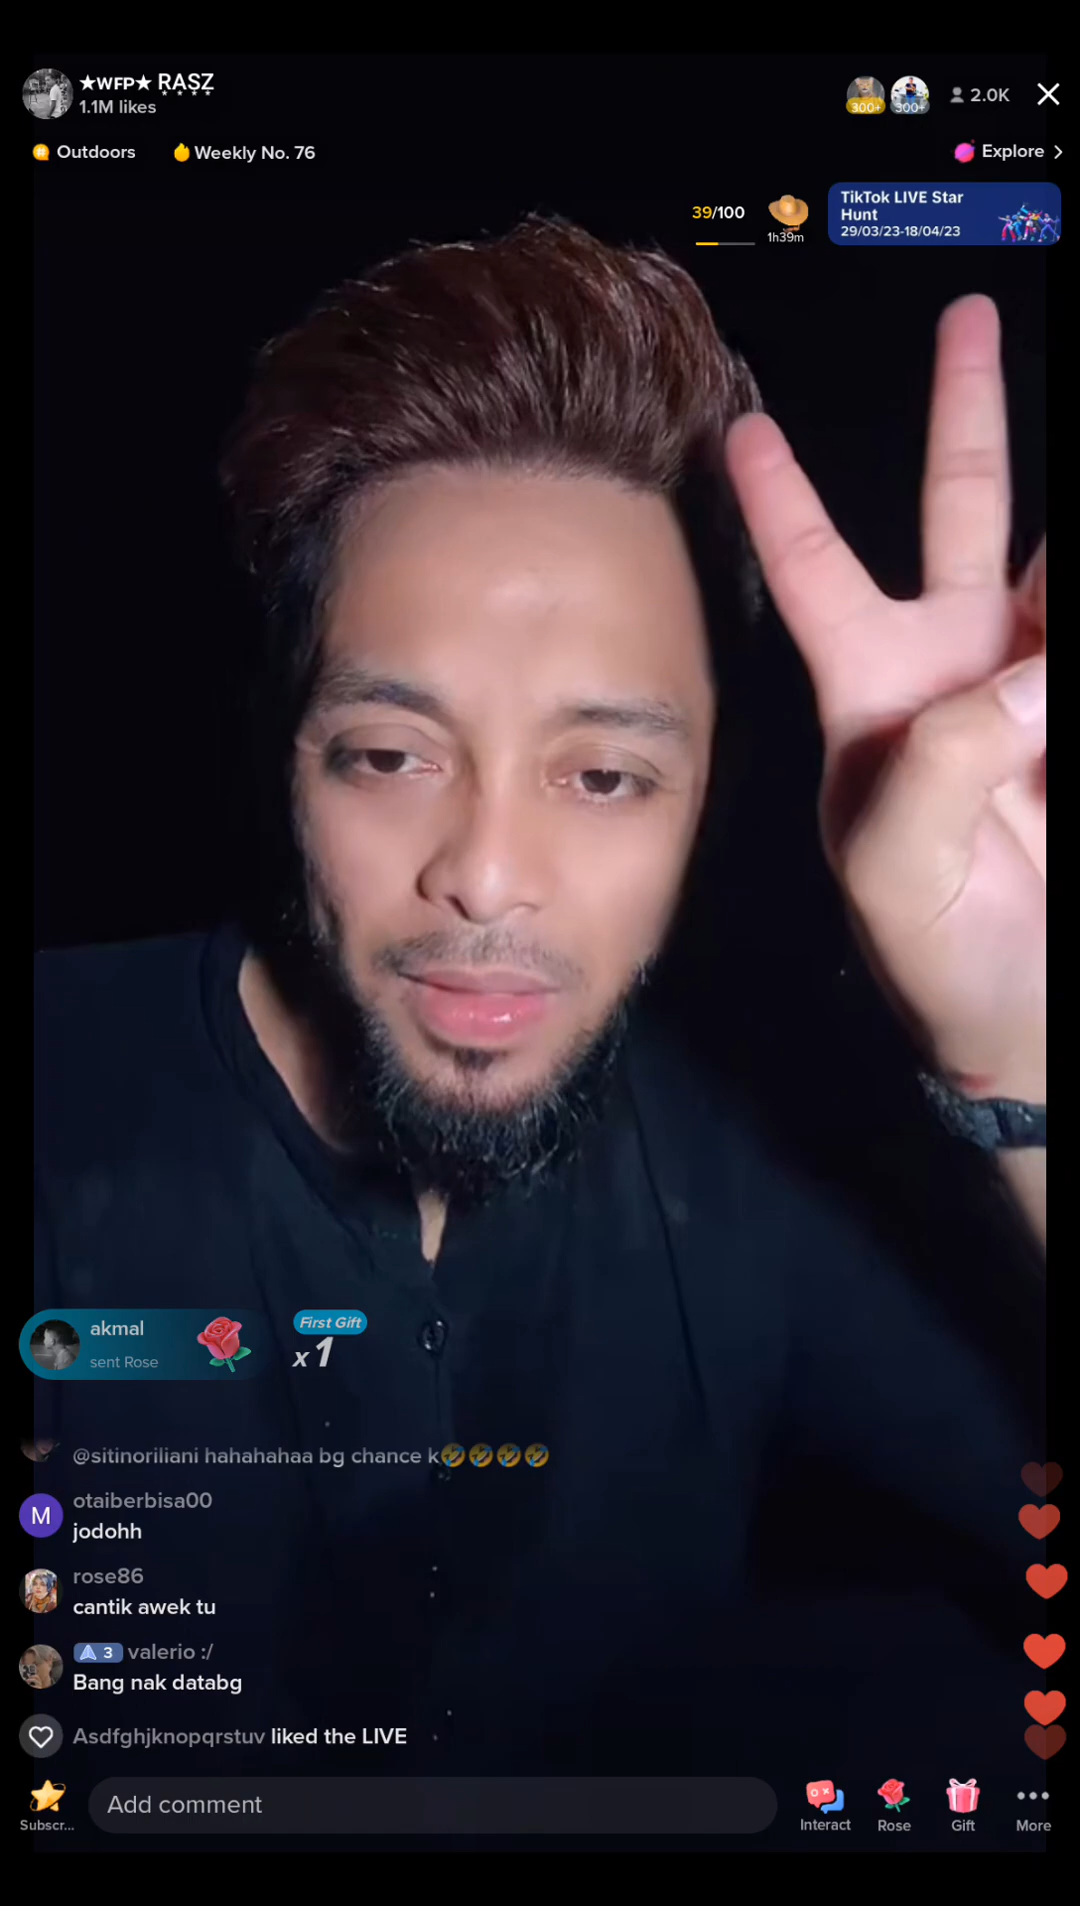 ★WFP★ RASZ
1.1M likes
300+
300+
2.0K
Outdoors
Weekly No. 76
Explore >
39/100
1h39m
TikTok LIVE Star
Hunt
29/03/23-18/04/23
akmal
sent Rose
First Gift
x1
@sitinoriliani hahahahaa bg chance k🤣🤣🤣🤣
M
otaiberbisa00
jodohh
rose86
cantik awek tu
3 valerio :/
Bang nak databg
Asdfghjknopqrstuv liked the LIVE
Subscr...
Add comment
Interact
Rose
Gift
More